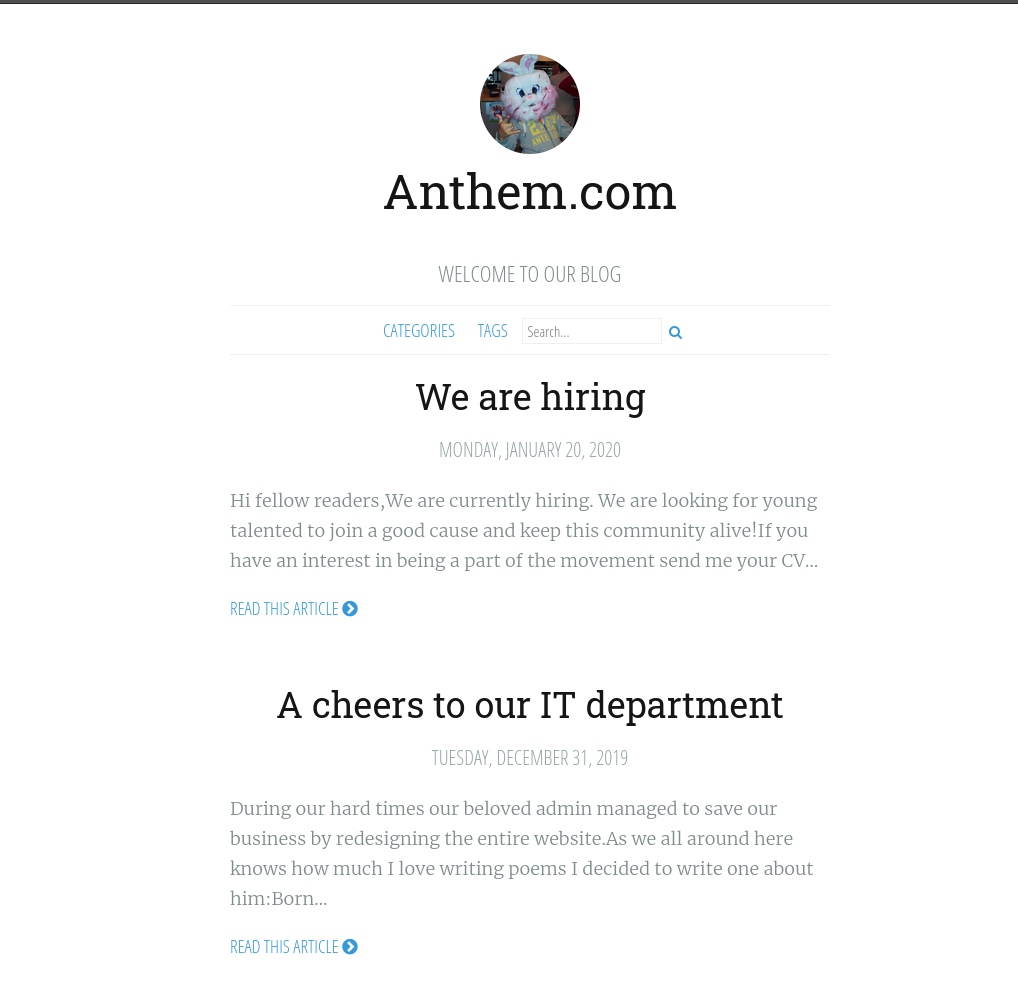 Anthem.com
WELCOME TO OUR BLOG
CATEGORIES TAGS Search...
We are hiring
MONDAY, JANUARY 20, 2020
Hi fellow readers,We are currently hiring. We are looking for young
talented to join a good cause and keep this community alive!If you
have an interest in being a part of the movement send me your CV...
READ THIS ARTICLE
A cheers to our IT department
TUESDAY, DECEMBER 31, 2019
During our hard times our beloved admin managed to save our
business by redesigning the entire website.As we all around here
knows how much I love writing poems I decided to write one about
him:Born...
READ THIS ARTICLE